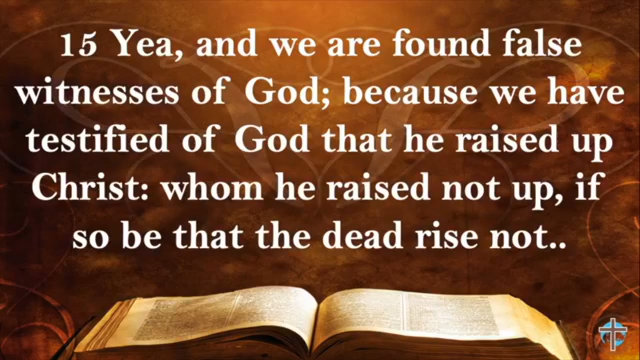 15 Yea, and we are found false
witnesses of God; because we have
testified of God that he raised up
Christ: whom he raised not up, if
so be that the dead rise not..